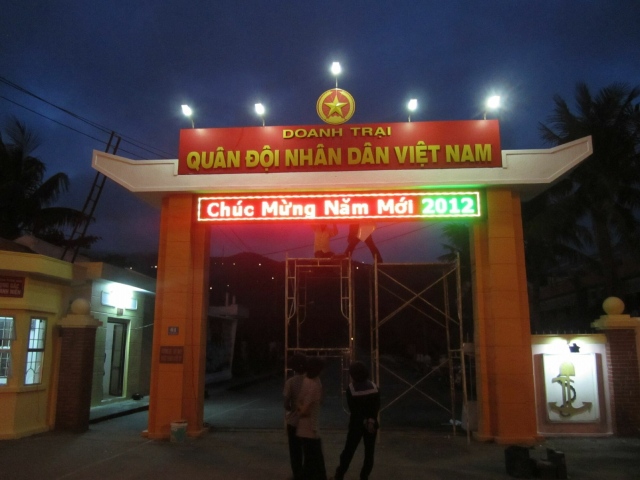 DOANH TRẠI
QUÂN ĐỘI NHÂN DÂN VIỆT NAM
Chúc Mừng Năm Mới 2012